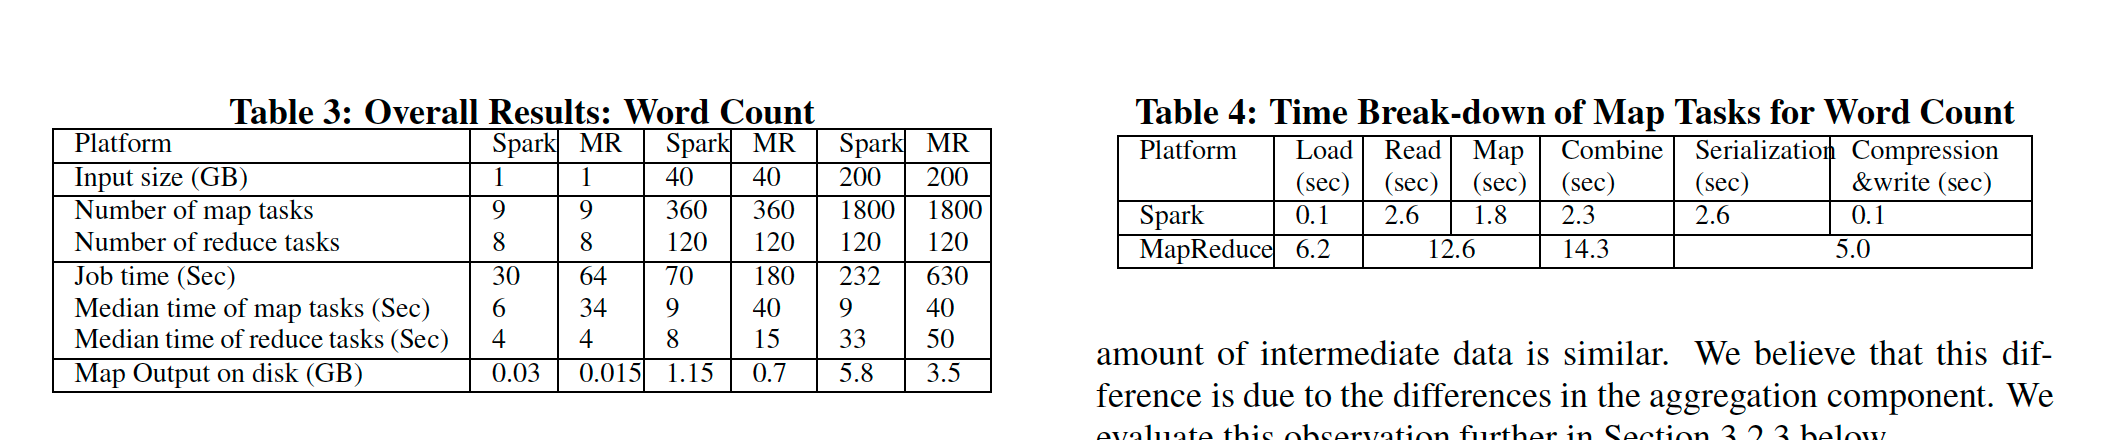 Table 3: Overall Results: Word Count
Platform Spark MR Spark MR Spark MR
Input size (GB) 1 1 40 40 200 200
Number of map tasks 9 9 360 360 1800 1800
Number of reduce tasks 8 8 120 120 120 120
Job time (Sec) 30 64 70 180 232 630
Median time of map tasks (Sec) 6 34 9 40 9 40
Median time of reduce tasks (Sec) 4 4 8 15 33 50
Map Output on disk (GB) 0.03 0.015 1.15 0.7 5.8 3.5
Table 4: Time Break-down of Map Tasks for Word Count
Platform Load Read Map Combine Serialization Compression
(sec) (sec) (sec) (sec) (sec) &write (sec)
Spark 0.1 2.6 1.8 2.3 2.6 0.1
MapReduce 6.2 12.6 14.3 5.0
amount of intermediate data is similar. We believe that this dif-
ference is due to the differences in the aggregation component. We
evaluate this observation further in Section 3.2.3 below.